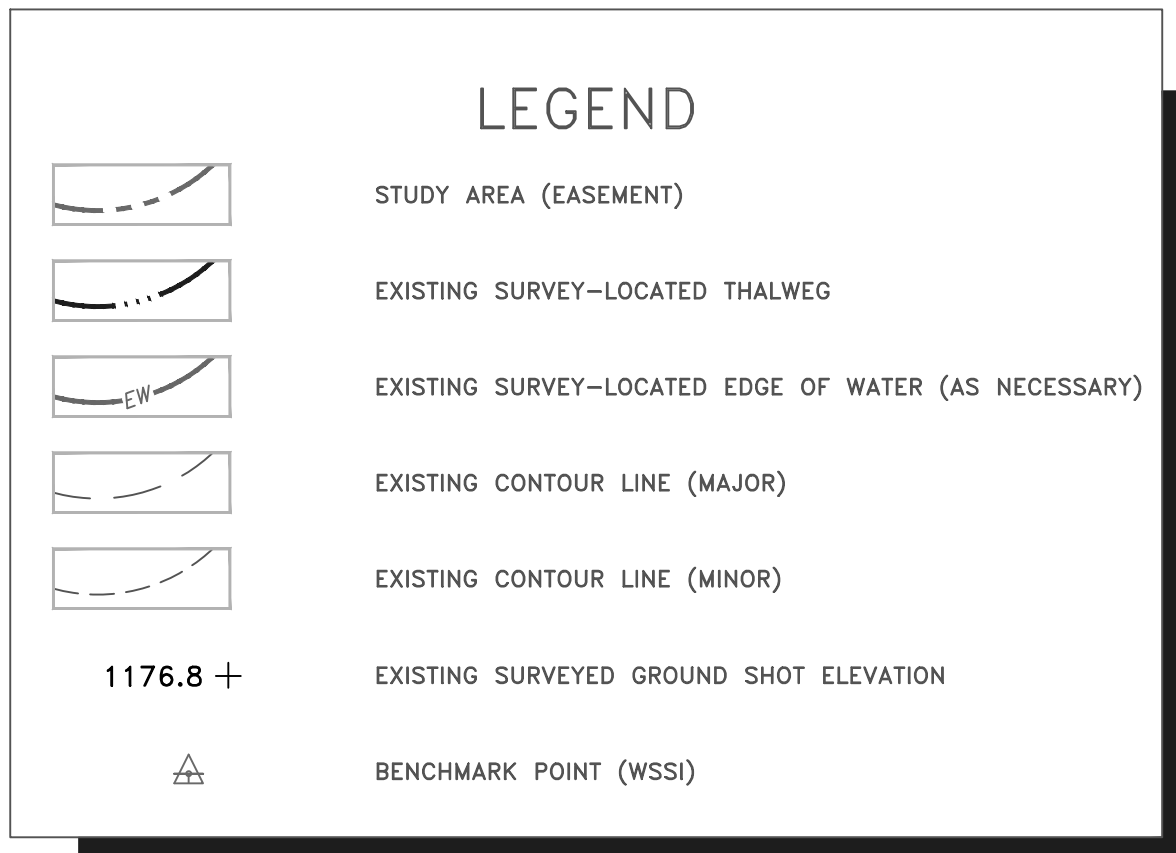 LEGEND
STUDY AREA (EASEMENT)
EXISTING SURVEY-LOCATED THALWEG
EW
EXISTING SURVEY-LOCATED EDGE OF WATER (AS NECESSARY)
EXISTING CONTOUR LINE (MAJOR)
EXISTING CONTOUR LINE (MINOR)
1176.8 + EXISTING SURVEYED GROUND SHOT ELEVATION
BENCHMARK POINT (WSSI)